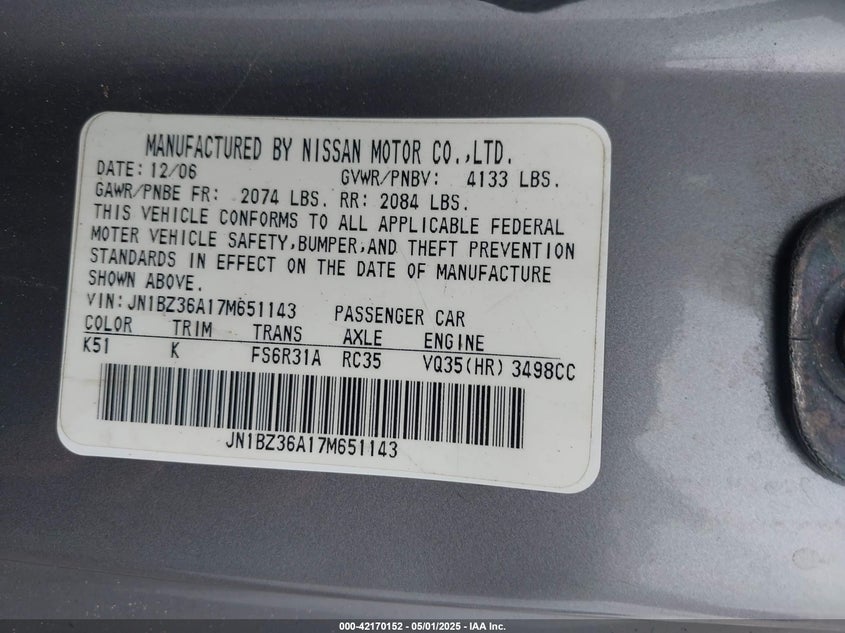 MANUFACTURED BY NISSAN MOTOR CO.,LTD.
DATE: 12/06 GVWR/PNBV: 4133 LBS.
GAWR/PNBE FR: 2074 LBS. RR: 2084 LBS.
THIS VEHICLE CONFORMS TO ALL APPLICABLE FEDERAL
MOTER VEHICLE SAFETY,BUMPER,AND THEFT PREVENTION
STANDARDS IN EFFECT ON THE DATE OF MANUFACTURE
SHOWN ABOVE.
VIN:JN1BZ36A17M651143 PASSENGER CAR
COLOR TRIM TRANS AXLE ENGINE
K51 K FS6R31A RC35 VQ35(HR) 3498CC
JN1BZ36A17M651143
000-42170152 - 05/01/2025 - IAA Inc.